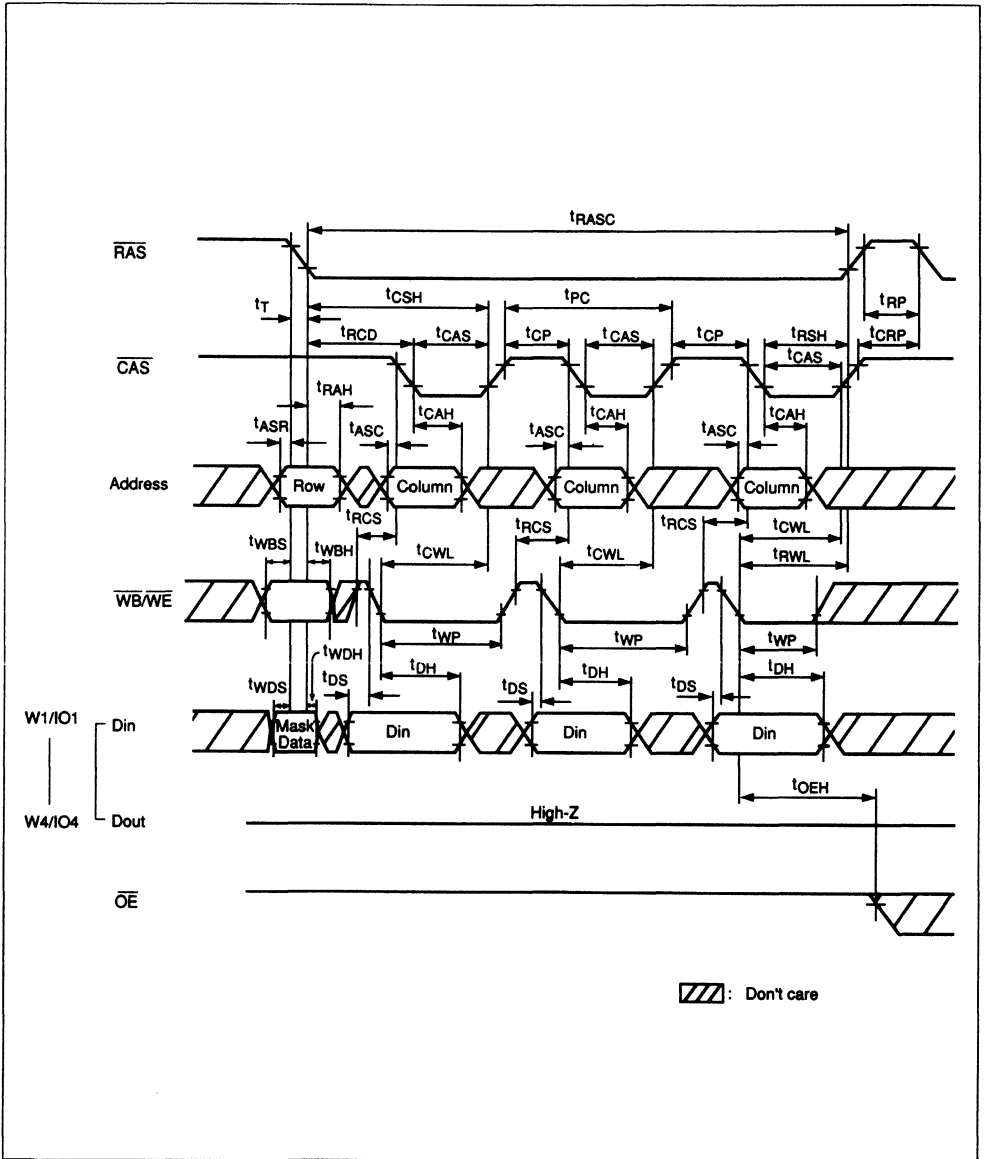 tRASC
RAS
tCSH
tPC
tT
tRP
tRCD
tCAS
tCP
tCAS
tCP
tRSH
tCRP
CAS
tCAS
tRAH
tCAH
tCAH
tCAH
tASR
tASC
tASC
tASC
Address
Row
Column
Column
Column
tRCS
tRCS
tRCS
tCWL
tWBS
tWBH
tCWL
tCWL
tRWL
WB/WE
tWP
tWP
tWP
tWDH
tDH
tDH
tDH
tWDS
tDS
tDS
tDS
W1/IO1
Din
Mask
Data
Din
Din
Din
tOEH
High-Z
W4/IO4
Dout
OE
: Don't care